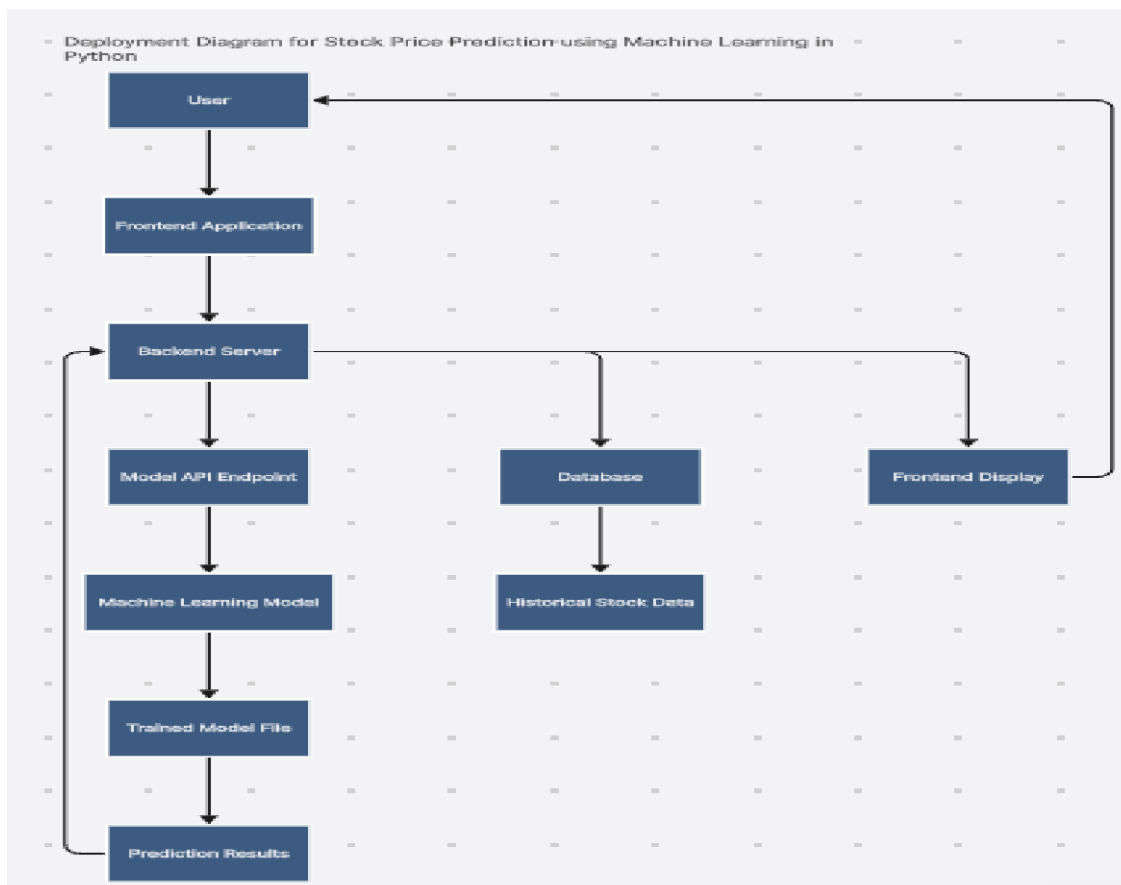 Deployment Diagram for Stock Price Prediction using Machine Learning in
Python
User
Frontend Application
Backend Server
Model API Endpoint
Database
Frontend Display
Machine Learning Model
Historical Stock Data
Trained Model File
Prediction Results